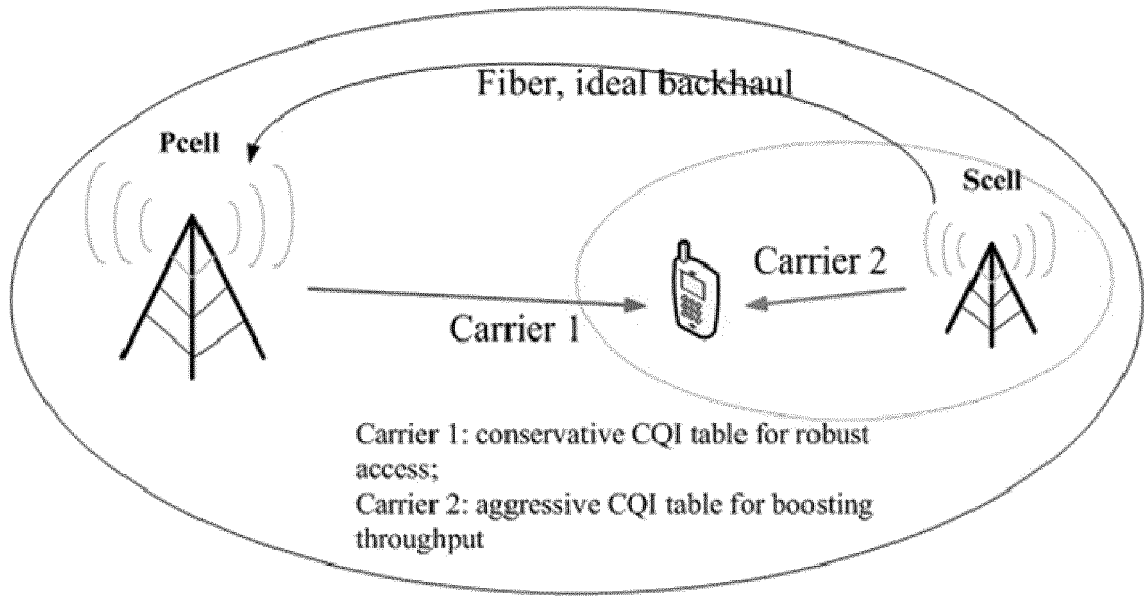 Fiber, ideal backhaul
Pcell
Scell
Carrier 2
Carrier 1
Carrier 1: conservative CQI table for robust
access;
Carrier 2: aggressive CQI table for boosting
throughput